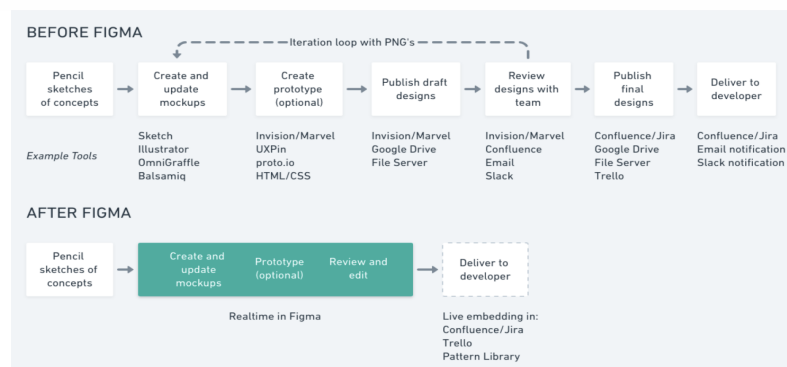 BEFORE FIGMA
Iteration loop with PNG's
Pencil
sketches
of concepts
Create and
update
mockups
Create
prototype
(optional)
Publish draft
designs
Review
designs with
team
Publish
final
designs
Deliver to
developer
Example Tools
Sketch
Illustrator
OmniGraffle
Balsamiq
Invision/Marvel
UXPin
proto.io
HTML/CSS
Invision/Marvel
Google Drive
File Server
Invision/Marvel
Confluence
Email
Slack
Confluence/Jira
Google Drive
File Server
Trello
Confluence/Jira
Email notification
Slack notification
AFTER FIGMA
Pencil
sketches of
concepts
Create and
update
mockups
Prototype
(optional)
Review and
edit
Deliver to
developer
Realtime in Figma
Live embedding in:
Confluence/Jira
Trello
Pattern Library